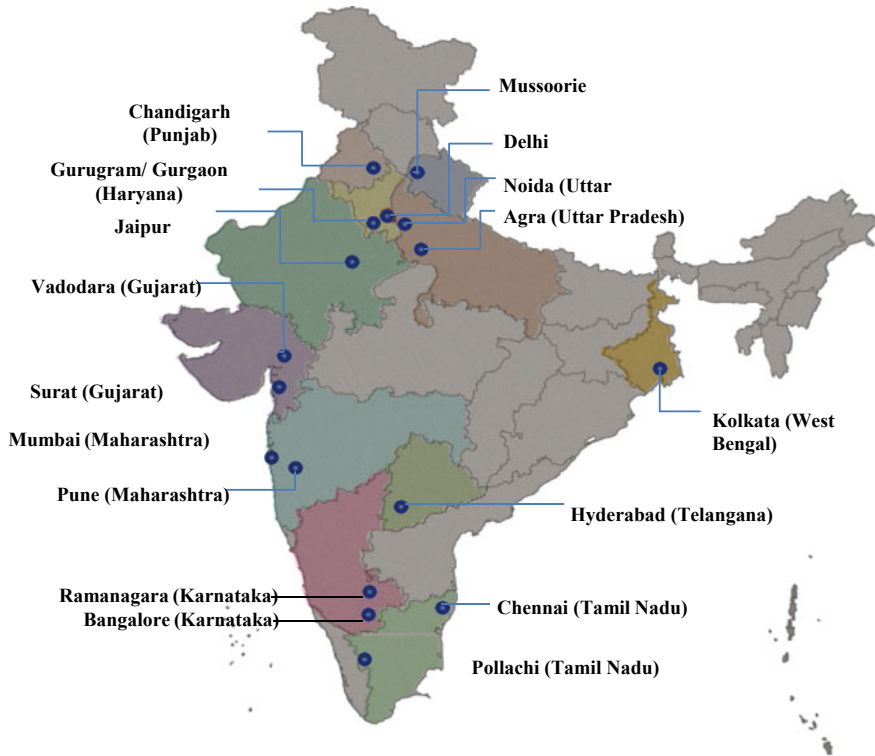 Mussoorie
Chandigarh
(Punjab)
Delhi
Gurugram/ Gurgaon
(Haryana)
Noida (Uttar
Jaipur
Agra (Uttar Pradesh)
Vadodara (Gujarat)
Surat (Gujarat)
Kolkata (West
Bengal)
Mumbai (Maharashtra)
Pune (Maharashtra)
Hyderabad (Telangana)
Ramanagara (Karnataka)
Bangalore (Karnataka)
Chennai (Tamil Nadu)
Pollachi (Tamil Nadu)